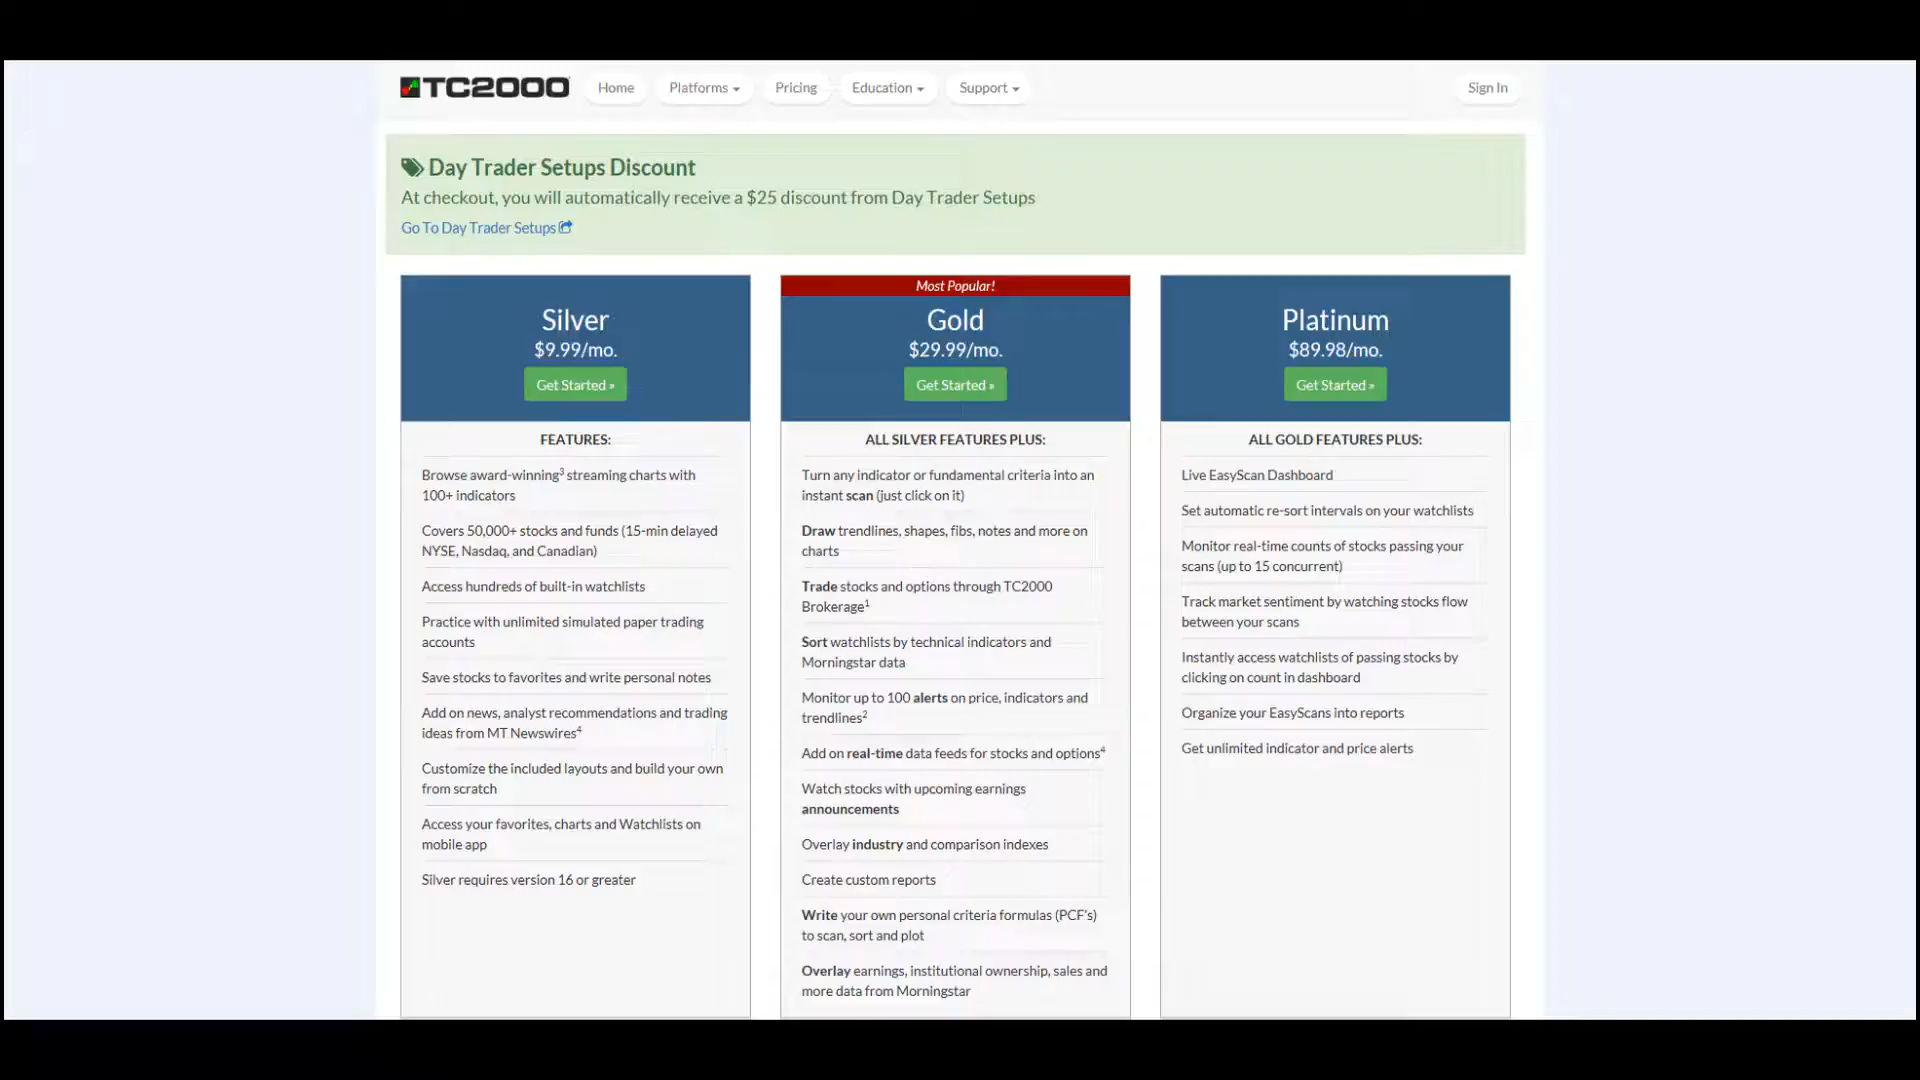 TC2000
Home
Platforms
Pricing
Education
Support
Sign In
Day Trader Setups Discount
At checkout, you will automatically receive a $25 discount from Day Trader Setups
Go To Day Trader Setups
Silver
$9.99/mo.
Get Started »
FEATURES:
Browse award-winning³ streaming charts with
100+ indicators
Covers 50,000+ stocks and funds (15-min delayed
NYSE, Nasdaq, and Canadian)
Access hundreds of built-in watchlists
Practice with unlimited simulated paper trading
accounts
Save stocks to favorites and write personal notes
Add on news, analyst recommendations and trading
ideas from MT Newswires⁴
Customize the included layouts and build your own
from scratch
Access your favorites, charts and Watchlists on
mobile app
Silver requires version 16 or greater
Most Popular!
Gold
$29.99/mo.
Get Started »
ALL SILVER FEATURES PLUS:
Turn any indicator or fundamental criteria into an
instant scan (just click on it)
Draw trendlines, shapes, fibs, notes and more on
charts
Trade stocks and options through TC2000
Brokerage¹
Sort watchlists by technical indicators and
Morningstar data
Monitor up to 100 alerts on price, indicators and
trendlines²
Add on real-time data feeds for stocks and options⁴
Watch stocks with upcoming earnings
announcements
Overlay industry and comparison indexes
Create custom reports
Write your own personal criteria formulas (PCF's)
to scan, sort and plot
Overlay earnings, institutional ownership, sales and
more data from Morningstar
Platinum
$89.98/mo.
Get Started »
ALL GOLD FEATURES PLUS:
Live EasyScan Dashboard
Set automatic re-sort intervals on your watchlists
Monitor real-time counts of stocks passing your
scans (up to 15 concurrent)
Track market sentiment by watching stocks flow
between your scans
Instantly access watchlists of passing stocks by
clicking on count in dashboard
Organize your EasyScans into reports
Get unlimited indicator and price alerts